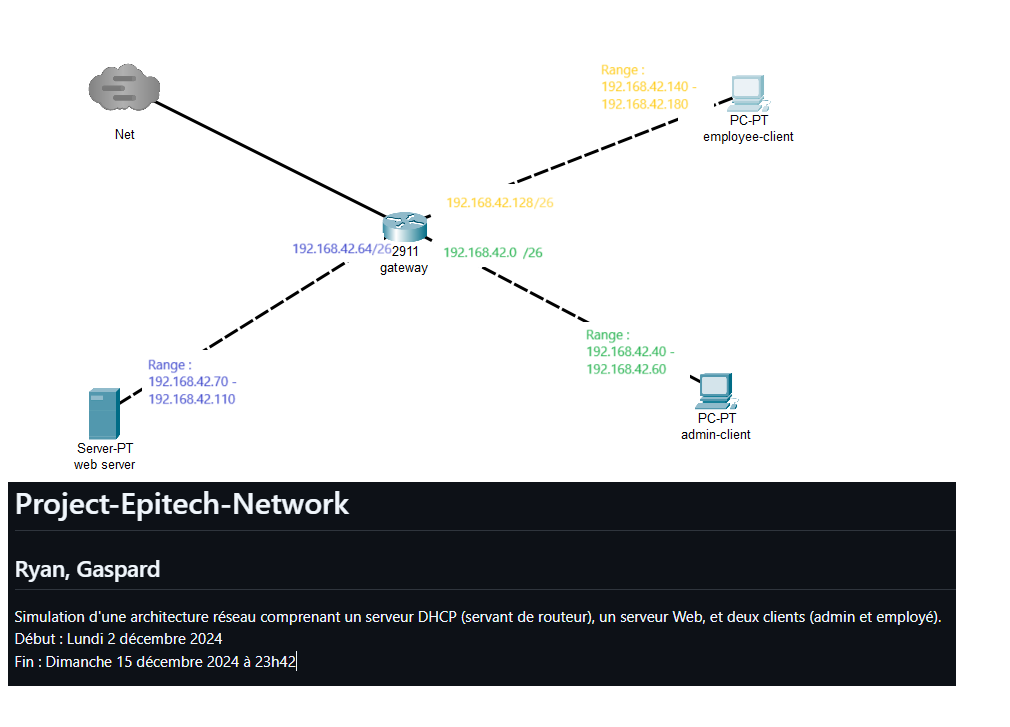 Range :
192.168.42.140 -
192.168.42.180
Net
PC-PT
employee-client
192.168.42.128/26
192.168.42.64/26
2911
gateway
192.168.42.0 /26
Range :
192.168.42.40 -
192.168.42.60
Range :
192.168.42.70 -
192.168.42.110
PC-PT
admin-client
Server-PT
web server
Project-Epitech-Network
Ryan, Gaspard
Simulation d'une architecture réseau comprenant un serveur DHCP (servant de routeur), un serveur Web, et deux clients (admin et employé).
Début : Lundi 2 décembre 2024
Fin : Dimanche 15 décembre 2024 à 23h42